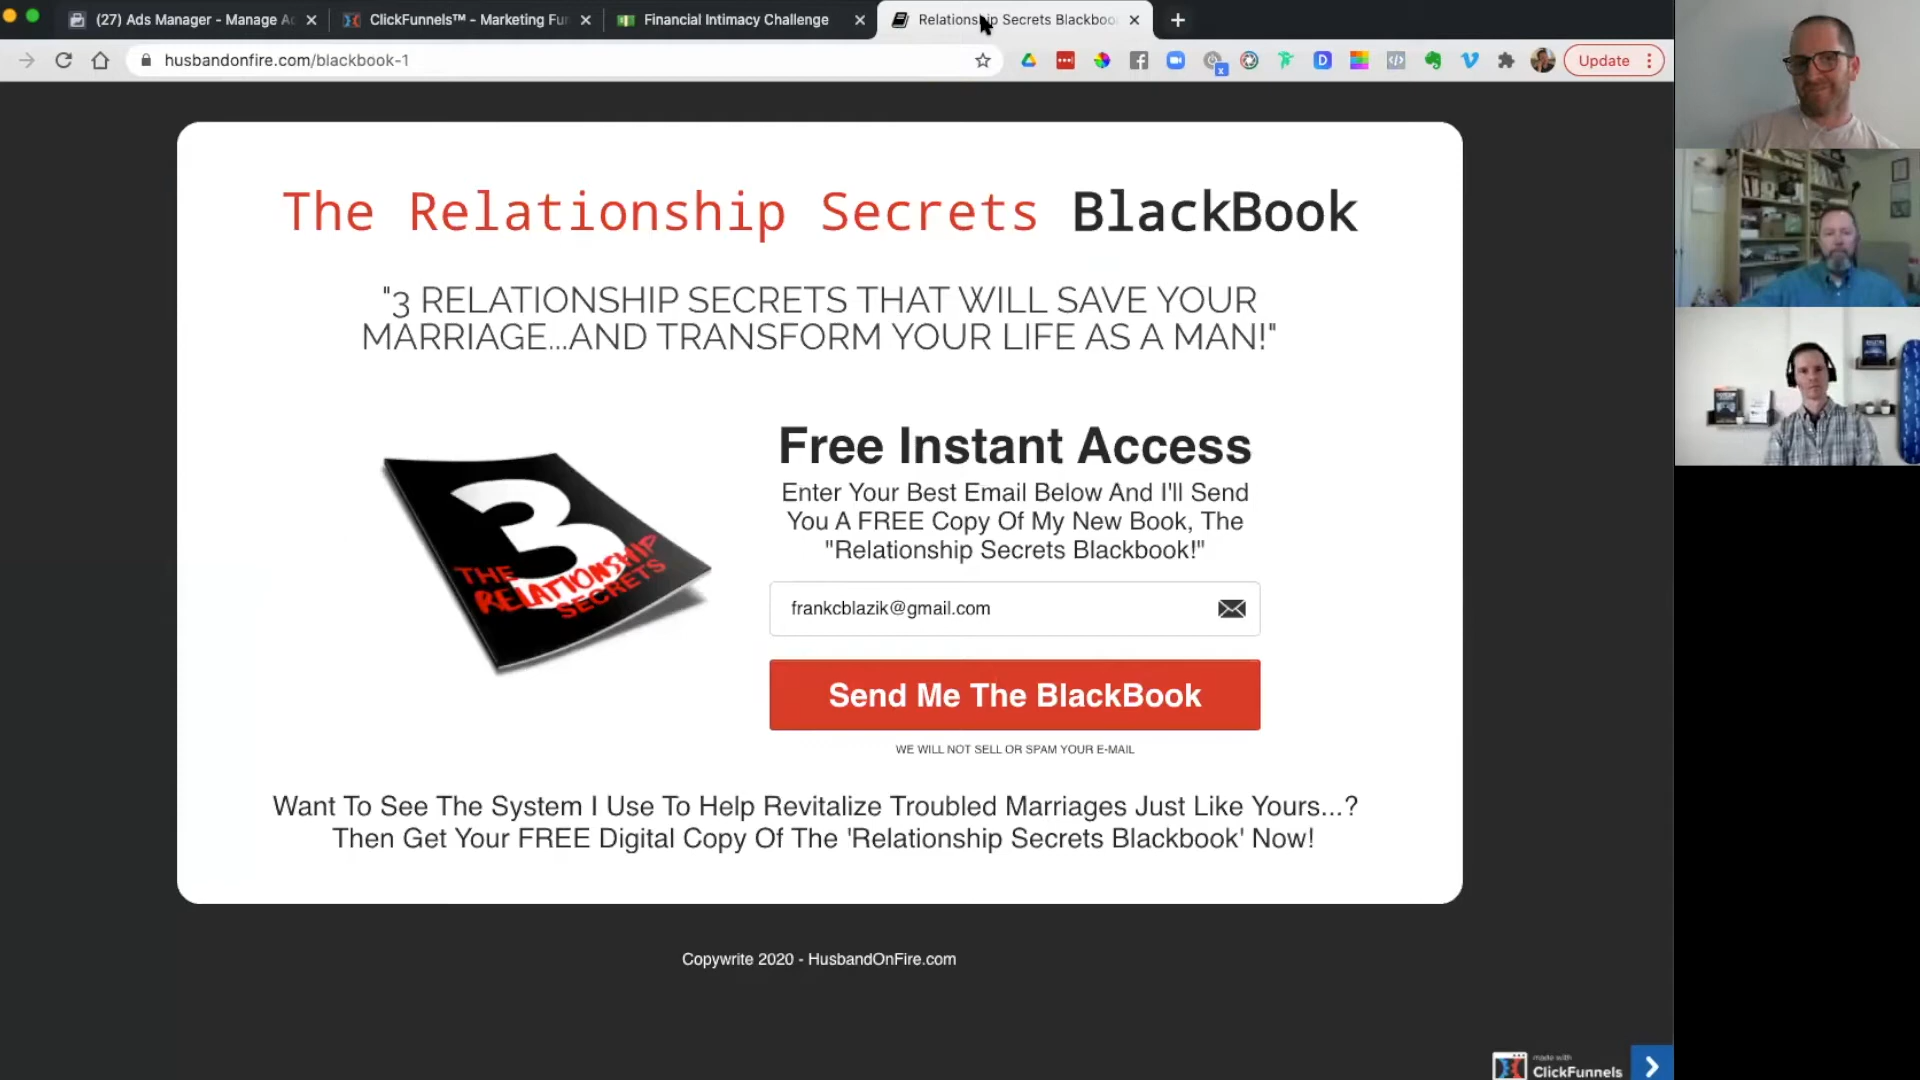 (27) Ads Manager - Manage Ad
ClickFunnels™ - Marketing Fun
Financial Intimacy Challenge
Relationship Secrets Blackboo
husbandonfire.com/blackbook-1
Update
The Relationship Secrets BlackBook
"3 RELATIONSHIP SECRETS THAT WILL SAVE YOUR
MARRIAGE...AND TRANSFORM YOUR LIFE AS A MAN!"
3
THE
RELATIONSHIP
SECRETS
Free Instant Access
Enter Your Best Email Below And I'll Send
You A FREE Copy Of My New Book, The
"Relationship Secrets Blackbook!"
frankcblazik@gmail.com
Send Me The BlackBook
WE WILL NOT SELL OR SPAM YOUR E-MAIL
Want To See The System I Use To Help Revitalize Troubled Marriages Just Like Yours...?
Then Get Your FREE Digital Copy Of The 'Relationship Secrets Blackbook' Now!
Copywrite 2020 - HusbandOnFire.com
made with
ClickFunnels